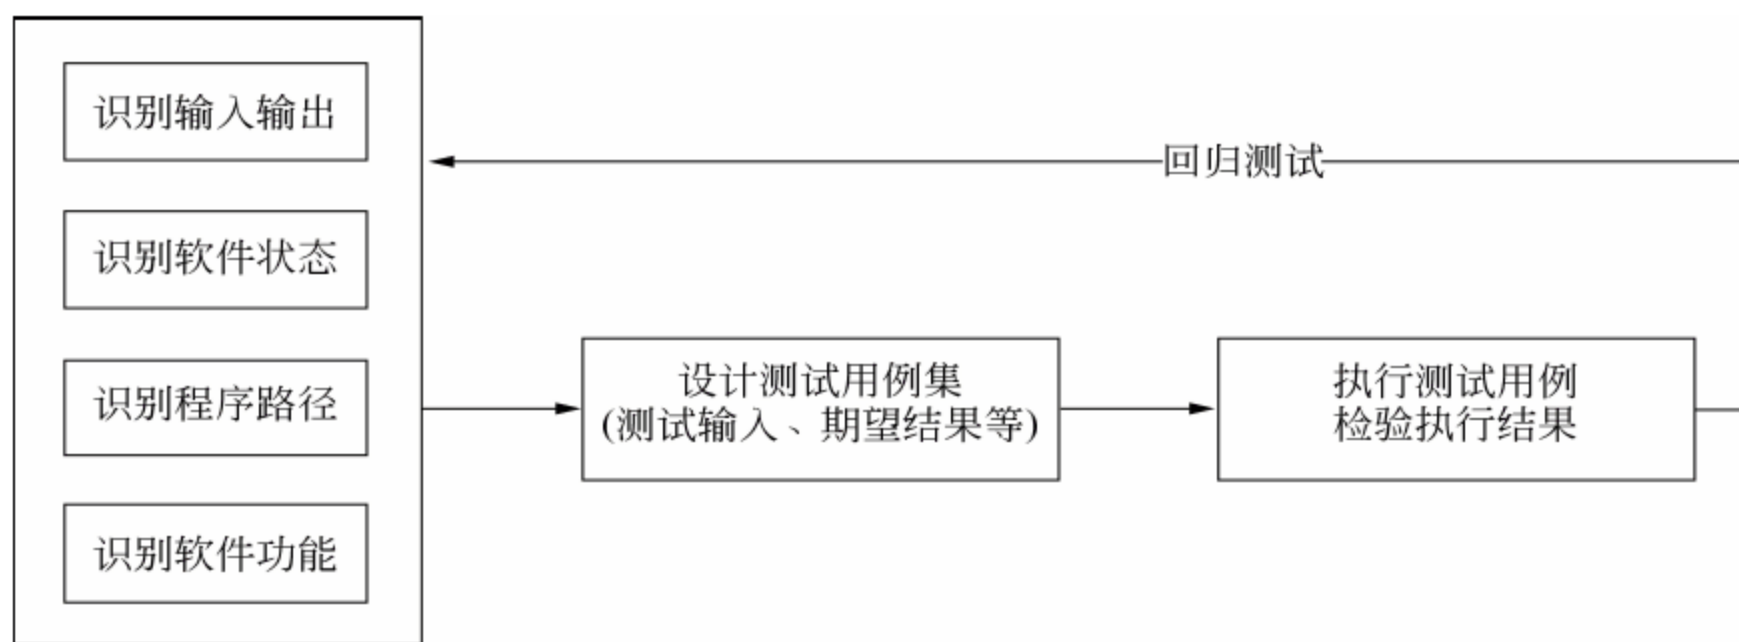 识别输入输出
识别软件状态
识别程序路径
识别软件功能
回归测试
设计测试用例集
(测试输入、期望结果等)
执行测试用例
检验执行结果